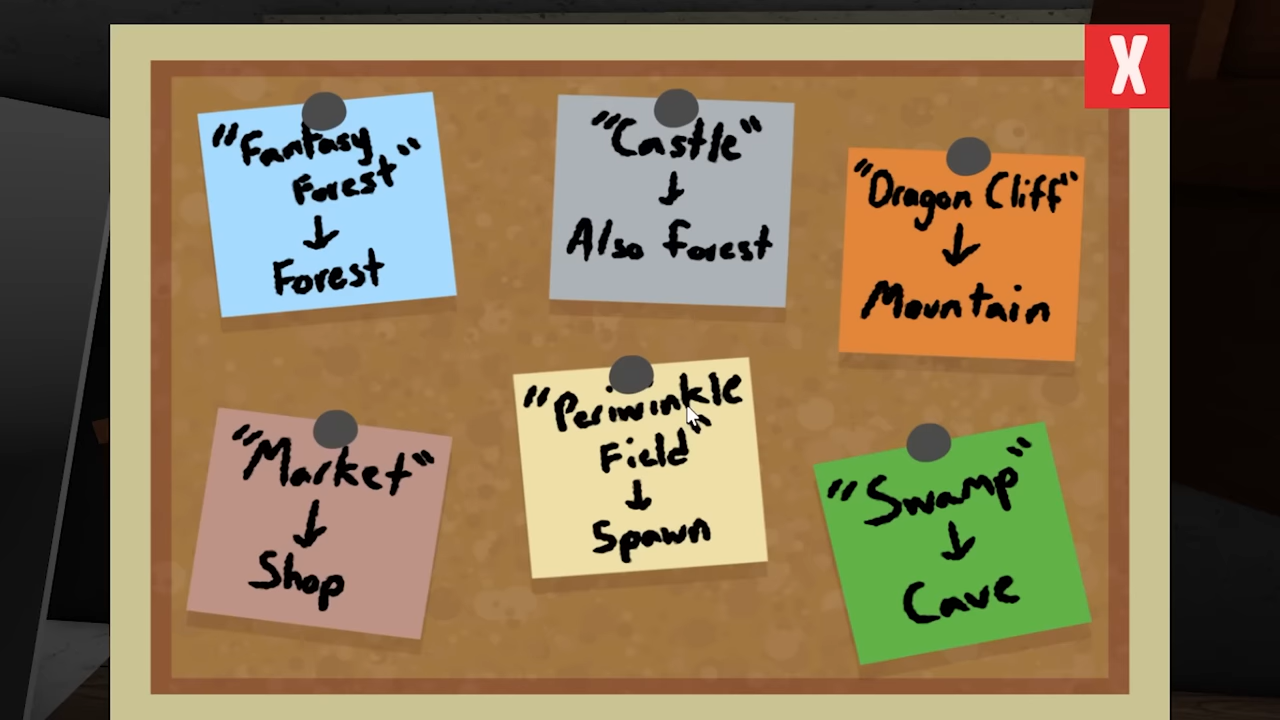 "Fantasy
Forest"
↓
Forest
"Castle"
↓
Also forest
"Dragon Cliff"
↓
Mountain
"Market"
↓
Shop
"Periwinkle
Field"
↓
Spawn
"Swamp"
↓
Cave
X